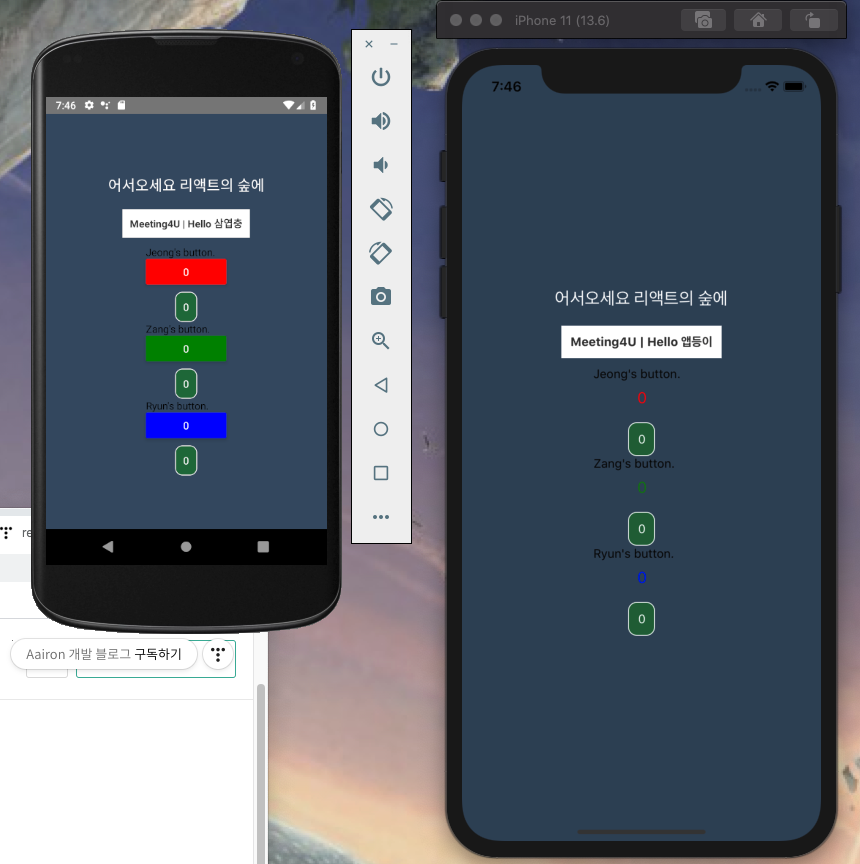 7:46
어서오세요 리액트의 숲에
Meeting4U | Hello 삼엽충
Jeong's button.
0
0
Zang's button.
0
0
Ryun's button.
0
0
re
Aairon 개발 블로그 구독하기
iPhone 11 (13.6)
7:46
어서오세요 리액트의 숲에
Meeting4U | Hello 앱등이
Jeong's button.
0
0
Zang's button.
0
0
Ryun's button.
0
0